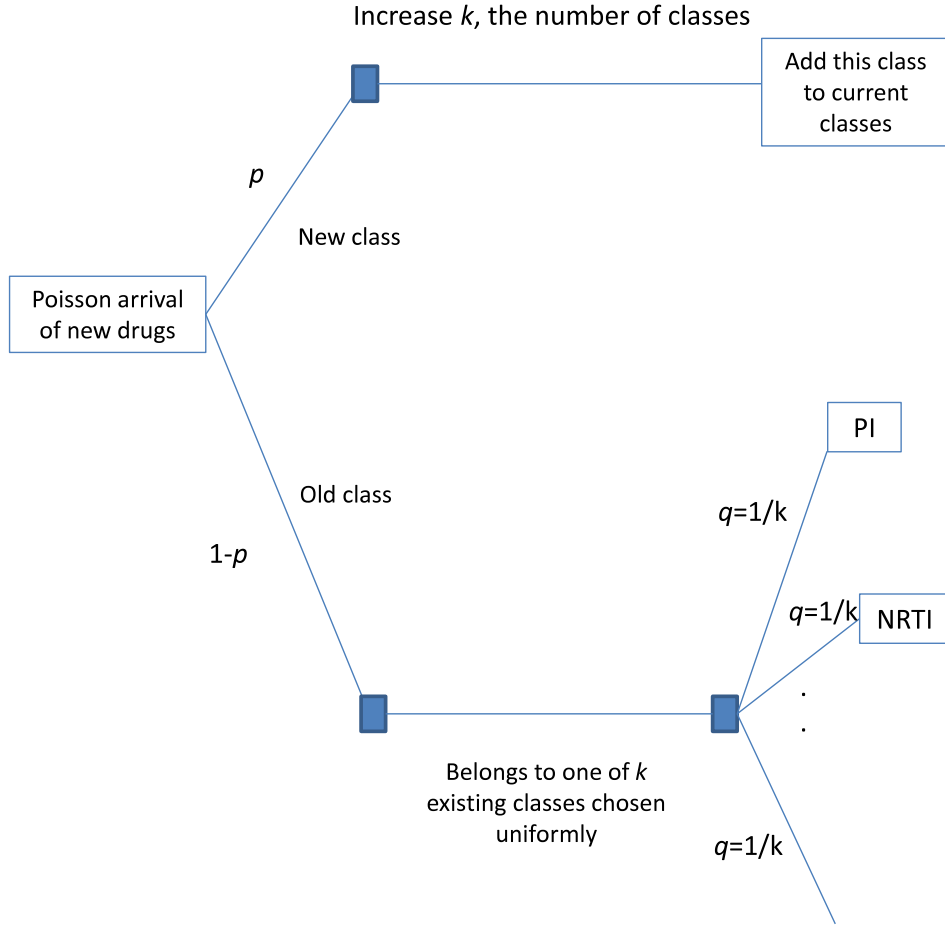 Increase k, the number of classes
Add this class
to current
classes
p
New class
Poisson arrival
of new drugs
PI
Old class
q=1/k
1-p
q=1/k
NRTI
.
.
Belongs to one of k
existing classes chosen
uniformly
q=1/k